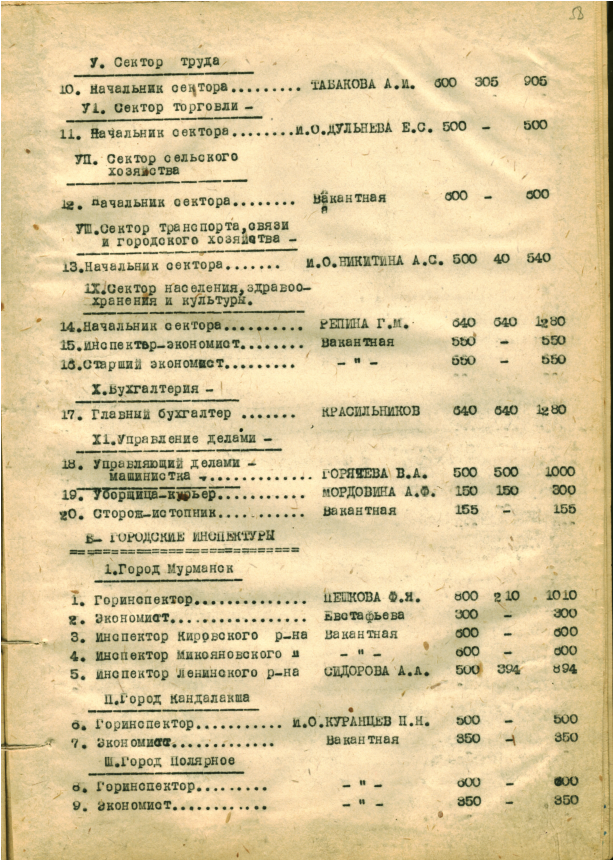 58
У. Сектор труда
10. Начальник сектора......... ТАБАКОВА А.И. 600 305 905
У1. Сектор торговли -
11. Начальник сектора........И.О.ДУЛЬНЕВА Е.С. 500 - 500
УП. Сектор сельского
хозяйства
12. Начальник сектора........ Вакантная 600 - 600
УШ.Сектор транспорта,связи
и городского хозяйства -
13.Начальник сектора....... И.О.НИКИТИНА А.С. 500 40 540
1Х.Сектор населения,здравоо-
хранения и культуры.
14.Начальник сектора........... РЕПИНА Г.М. 640 640 1280
15.Инспектор-экономист........ Вакантная 550 - 550
16.Старший экономист.......... - " - 550 - 550
Х.Бухгалтерия -
17. Главный бухгалтер ....... КРАСИЛЬНИКОВ 640 640 1280
Х1.Управление делами -
18. Управляющий делами -
машинистка -............. ГОРЯЧЕВА В.А. 500 500 1000
19. Уборщица-курьер........... МОРДОВИНА А.Ф. 150 150 300
20. Сторож-истопник........... Вакантная 155 - 155
Б- ГОРОДСКИЕ ИНСПЕКТУРЫ
1.Город Мурманск
1. Горинспектор.............. ПЕШКОВА Ф.Я. 800 210 1010
2. Экономист................. Евстафьева 300 - 300
3. Инспектор Кировского р-на Вакантная 600 - 600
4. Инспектор Микояновского " - " - 600 - 600
5. Инспектор Ленинского р-на СИДОРОВА А.А. 500 394 894
П.Город Кандалакша
6. Горинспектор........... И.О.КУРАНЦЕВ П.Н. 500 - 500
7. Экономист............. Вакантная 350 - 350
Ш.Город Полярное
8. Горинспектор.......... - " - 600 - 600
9. Экономист............. - " - 350 - 350